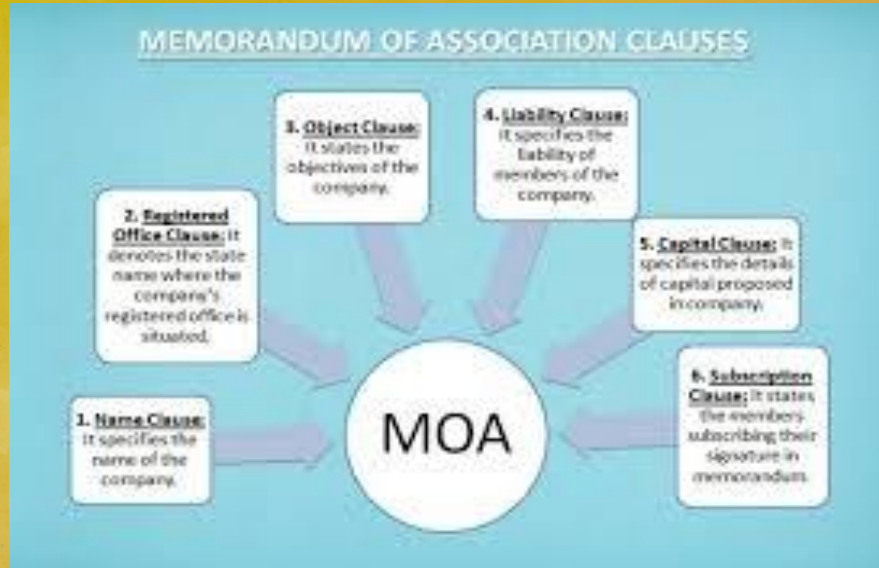 MEMORANDUM OF ASSOCIATION CLAUSES
1. Name Clause:
It specifies the
name of the
company.
2. Registered
Office Clause: It
denotes the state
name where the
company's
registered office is
situated.
3. Object Clause:
It states the
objectives of the
company.
4. Liability Clause:
It specifies the
liability of
members of the
company.
5. Capital Clause: It
specifies the details
of capital proposed
in company.
6. Subscription
Clause: It states
the members
subscribing their
signature in
memorandum.
MOA